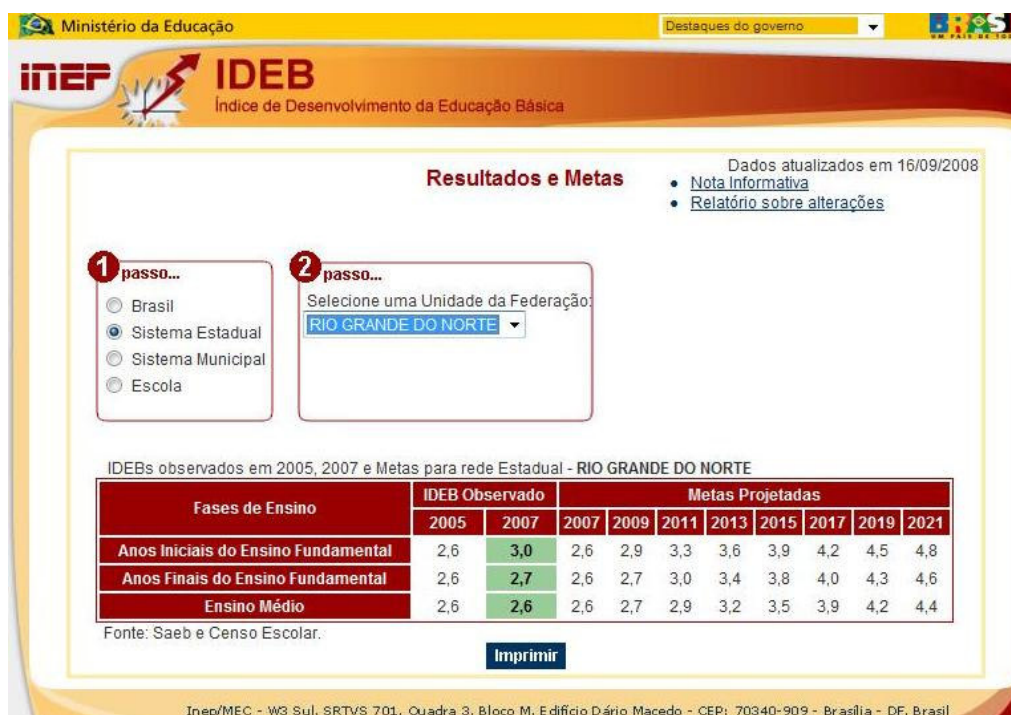 Ministério da Educação
Destaques do governo
BRASIL
inep
IDEB
Índice de Desenvolvimento da Educação Básica
Resultados e Metas
Dados atualizados em 16/09/2008
• Nota Informativa
• Relatório sobre alterações
1 passo...
Brasil
Sistema Estadual
Sistema Municipal
Escola
2 passo...
Selecione uma Unidade da Federação:
RIO GRANDE DO NORTE
IDEBs observados em 2005, 2007 e Metas para rede Estadual - RIO GRANDE DO NORTE
Fases de Ensino IDEB Observado Metas Projetadas
2005 2007 2007 2009 2011 2013 2015 2017 2019 2021
Anos Iniciais do Ensino Fundamental 2,6 3,0 2,6 2,9 3,3 3,6 3,9 4,2 4,5 4,8
Anos Finais do Ensino Fundamental 2,6 2,7 2,6 2,7 3,0 3,4 3,8 4,0 4,3 4,6
Ensino Médio 2,6 2,6 2,6 2,7 2,9 3,2 3,5 3,9 4,2 4,4
Fonte: Saeb e Censo Escolar.
Imprimir
Inep/MEC - W3 Sul, SRTVS 701, Quadra 3, Bloco M, Edifício Dário Macedo - CEP: 70340-909 - Brasília - DF, Brasil